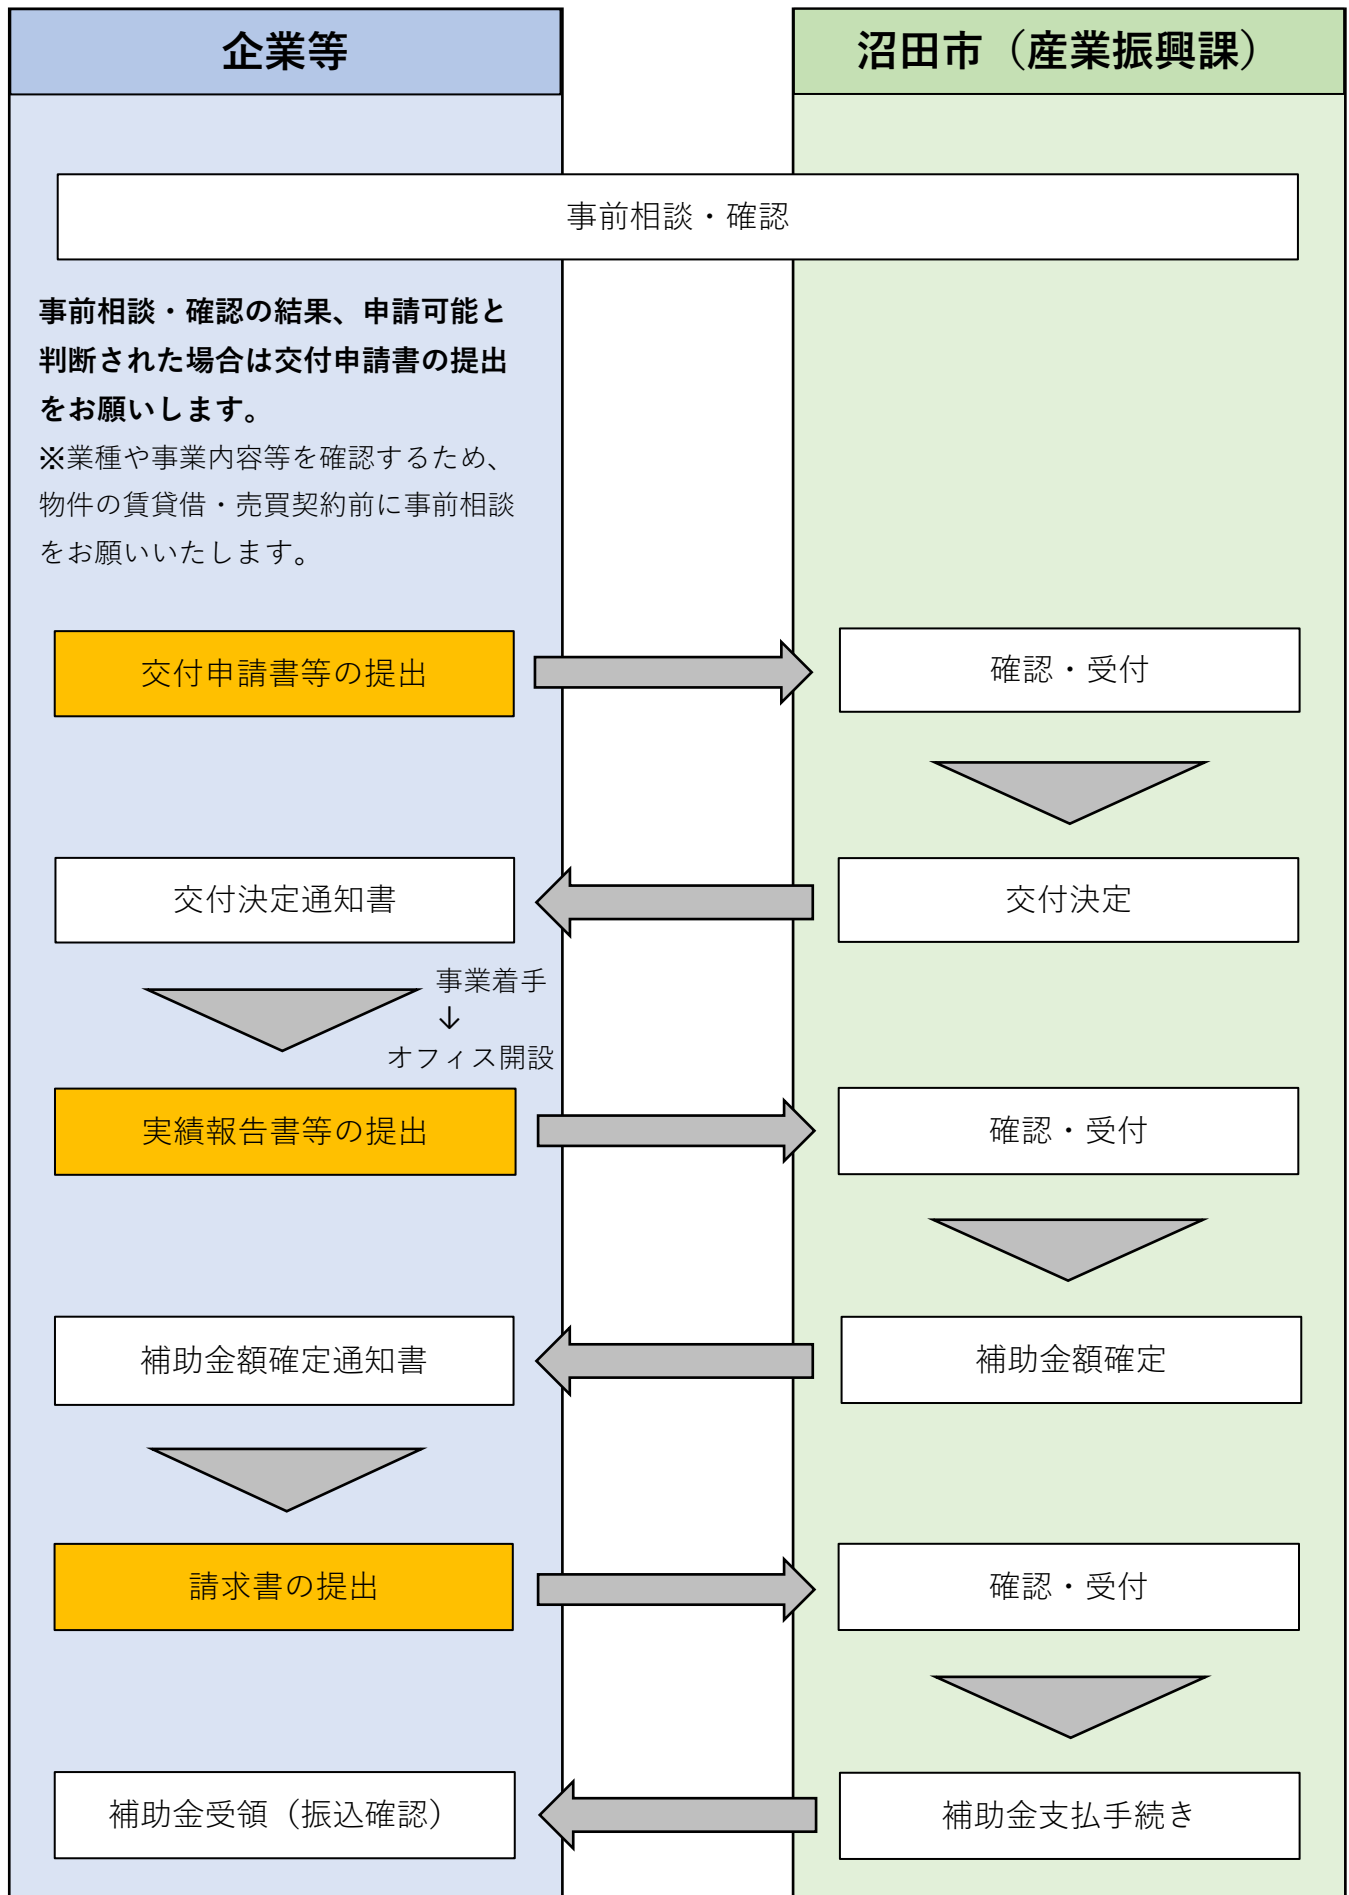 企業等
沼田市（産業振興課）
事前相談・確認
事前相談・確認の結果、申請可能と
判断された場合は交付申請書の提出
をお願いします。
※業種や事業内容等を確認するため、
物件の賃貸借・売買契約前に事前相談
をお願いいたします。
交付申請書等の提出
確認・受付
交付決定通知書
交付決定
事業着手
↓
オフィス開設
実績報告書等の提出
確認・受付
補助金額確定通知書
補助金額確定
請求書の提出
確認・受付
補助金受領（振込確認）
補助金支払手続き